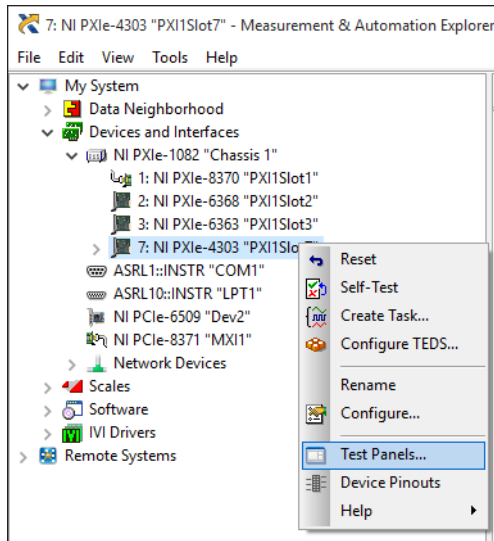 7: NI PXIe-4303 "PXI1Slot7" - Measurement & Automation Explorer
File Edit View Tools Help
My System
Data Neighborhood
Devices and Interfaces
NI PXIe-1082 "Chassis 1"
1: NI PXIe-8370 "PXI1Slot1"
2: NI PXIe-6368 "PXI1Slot2"
3: NI PXIe-6363 "PXI1Slot3"
7: NI PXIe-4303 "PXI1Slot7"
ASRL1::INSTR "COM1"
ASRL10::INSTR "LPT1"
NI PCIe-6509 "Dev2"
NI PCIe-8371 "MXI1"
Network Devices
Scales
Software
IVI Drivers
Remote Systems
Reset
Self-Test
Create Task...
Configure TEDS...
Rename
Configure...
Test Panels...
Device Pinouts
Help